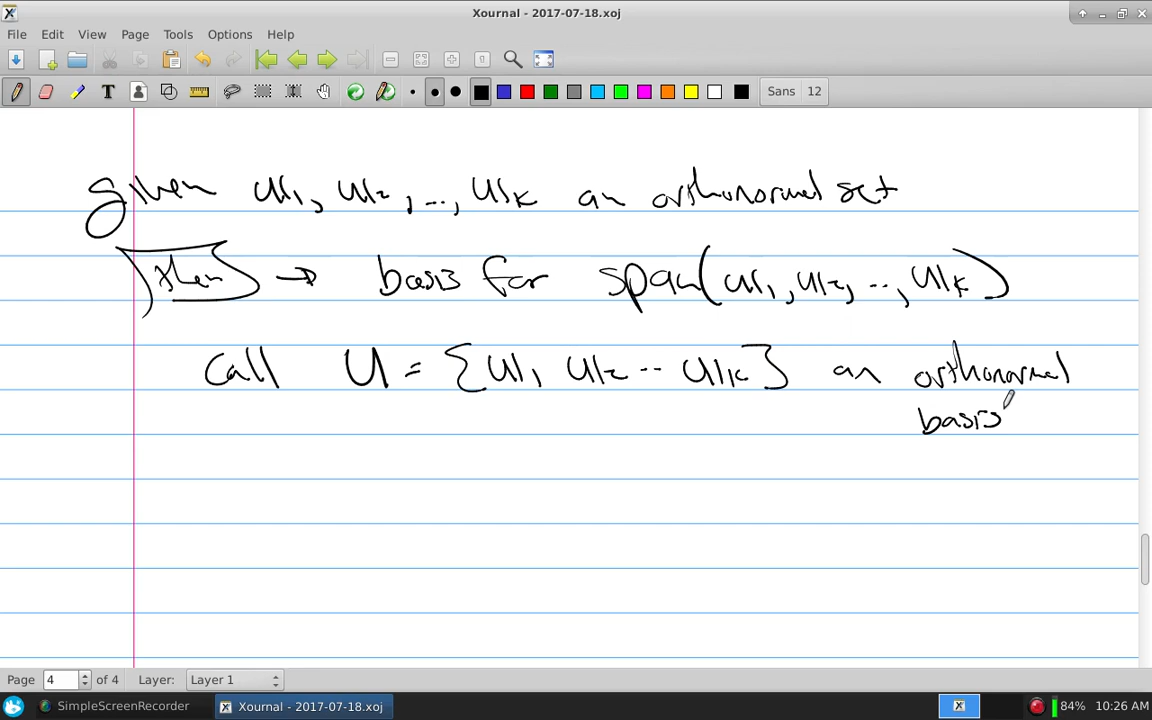 Xournal - 2017-07-18.xoj
File Edit View Page Tools Options Help
Sans 12
given u1, u2, ..., uk an orthonormal set
then → basis for span(u1, u2, .., uk)
call U = {u1 u2 -- uk} an orthonormal
basis
Page 4 of 4 Layer: Layer 1
SimpleScreenRecorder Xournal - 2017-07-18.xoj 84% 10:26 AM